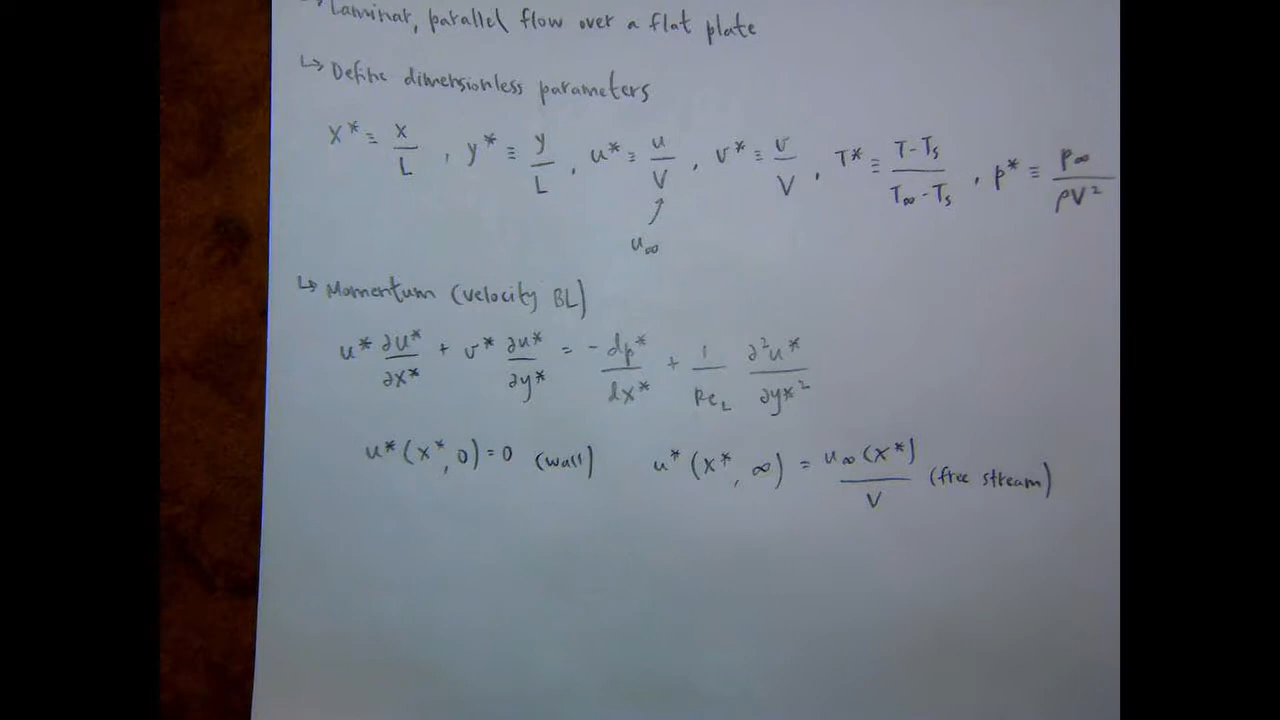 ↳ Laminar, parallel flow over a flat plate
↳ Define dimensionless parameters
x* ≡ x/L , y* ≡ y/L , u* ≡ u/V , v* ≡ v/V , T* ≡ (T-Ts)/(T∞-Ts) , p* ≡ p∞/(ρV²)
↗
u∞
↳ Momentum (velocity BL)
u* ∂u*/∂x* + v* ∂u*/∂y* = - dp*/dx* + 1/Re_L ∂²u*/∂y*²
u*(x*,0)=0 (wall) u*(x*,∞) = u∞(x*)/V (free stream)